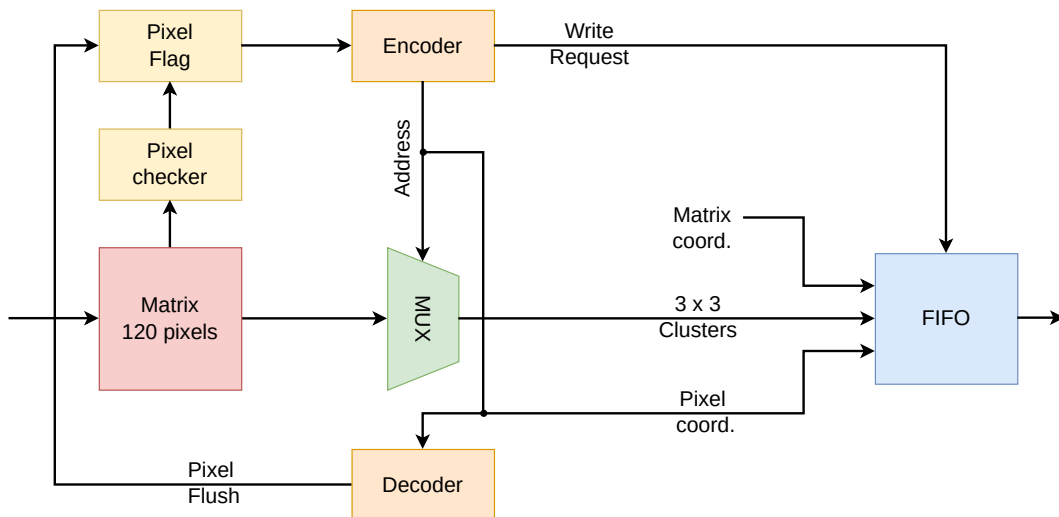 Pixel
Flag
Encoder
Write
Request
Pixel
checker
Address
Matrix
coord.
Matrix
120 pixels
MUX
3 x 3
Clusters
FIFO
Pixel
coord.
Pixel
Flush
Decoder